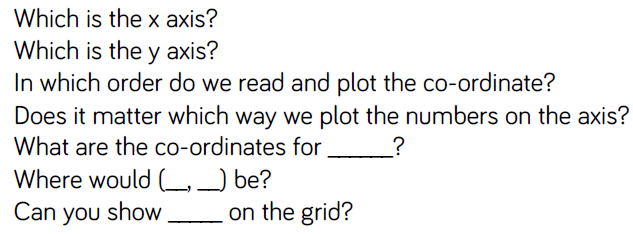 Which is the x axis?
Which is the y axis?
In which order do we read and plot the co-ordinate?
Does it matter which way we plot the numbers on the axis?
What are the co-ordinates for ______?
Where would (__, __) be?
Can you show _____ on the grid?